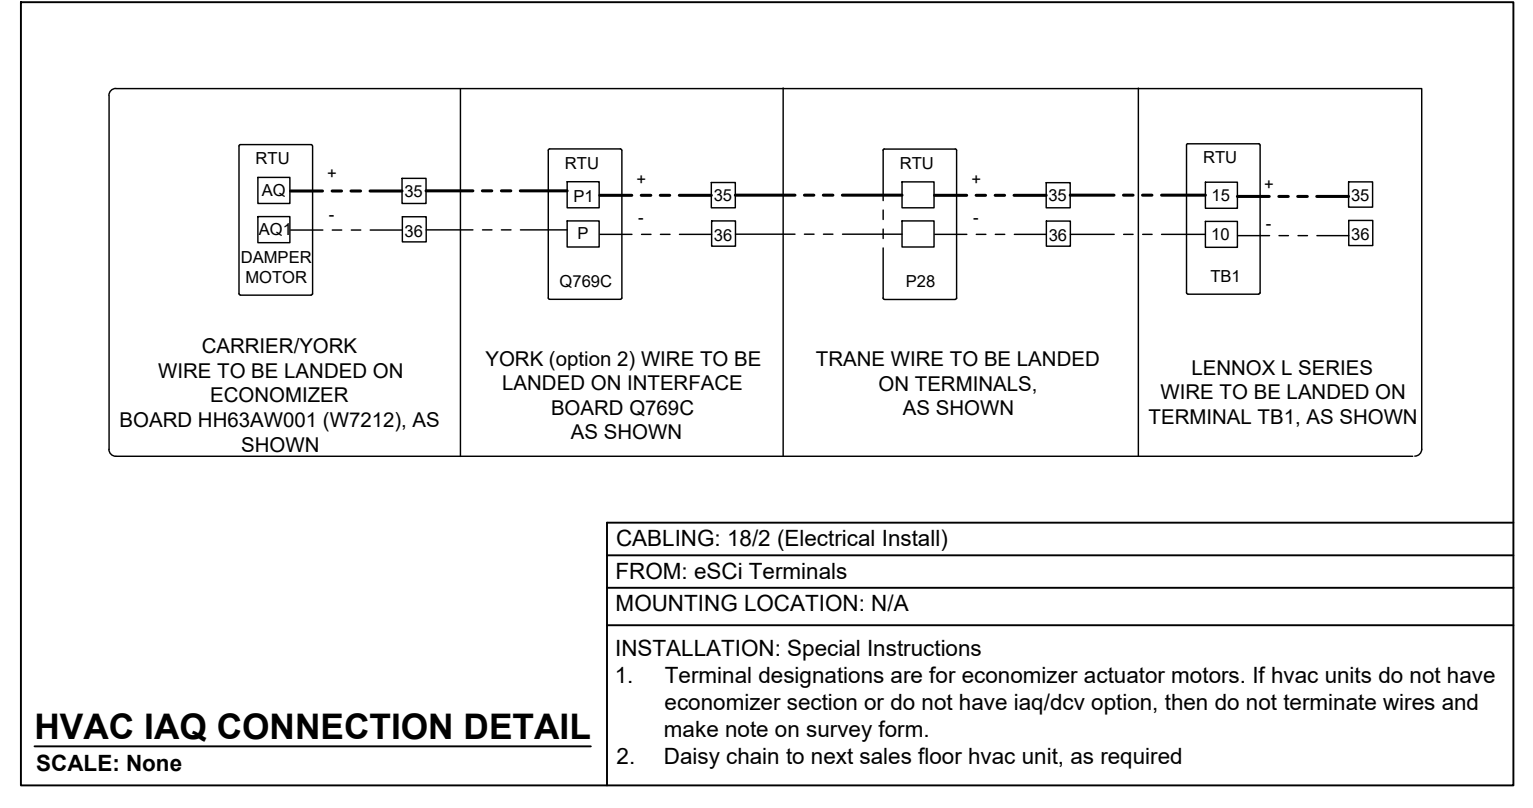 RTU
+
AQ
35
-
AQ1
36
DAMPER
MOTOR
CARRIER/YORK
WIRE TO BE LANDED ON
ECONOMIZER
BOARD HH63AW001 (W7212), AS
SHOWN
RTU
+
P1
35
-
P
36
Q769C
YORK (option 2) WIRE TO BE
LANDED ON INTERFACE
BOARD Q769C
AS SHOWN
RTU
+
35
-
36
P28
TRANE WIRE TO BE LANDED
ON TERMINALS,
AS SHOWN
RTU
+
15
35
-
10
36
TB1
LENNOX L SERIES
WIRE TO BE LANDED ON
TERMINAL TB1, AS SHOWN
CABLING: 18/2 (Electrical Install)
FROM: eSCi Terminals
MOUNTING LOCATION: N/A
INSTALLATION: Special Instructions
1. Terminal designations are for economizer actuator motors. If hvac units do not have
economizer section or do not have iaq/dcv option, then do not terminate wires and
make note on survey form.
2. Daisy chain to next sales floor hvac unit, as required
HVAC IAQ CONNECTION DETAIL
SCALE: None